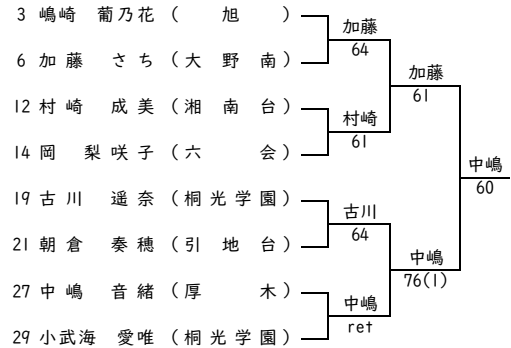 3 嶋崎 葡乃花 (旭)
加藤
64
6 加藤 さち (大野南)
加藤
61
12 村崎 成美 (湘南台)
村崎
61
14 岡 梨咲子 (六会)
中嶋
60
19 古川 遥奈 (桐光学園)
古川
64
21 朝倉 奏穂 (引地台)
中嶋
76(1)
27 中嶋 音緒 (厚木)
中嶋
ret
29 小武海 愛唯 (桐光学園)